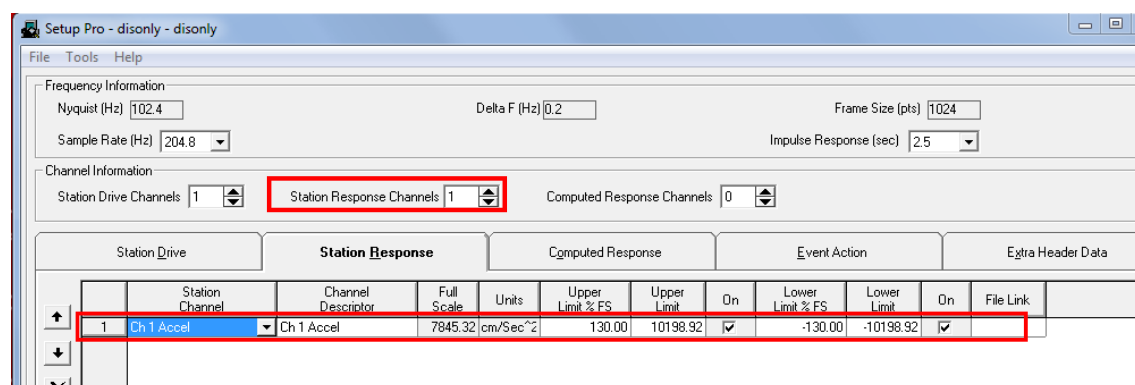 Setup Pro - disonly - disonly
File Tools Help
Frequency Information
Nyquist (Hz) 102.4 Delta F (Hz) 0.2 Frame Size (pts) 1024
Sample Rate (Hz) 204.8 Impulse Response (sec) 2.5
Channel Information
Station Drive Channels 1 Station Response Channels 1 Computed Response Channels 0
Station Drive Station Response Computed Response Event Action Extra Header Data
Station Channel Channel Descriptor Full Scale Units Upper Limit % FS Upper Limit On Lower Limit % FS Lower Limit On File Link
1 Ch 1 Accel Ch 1 Accel 7845.32 cm/Sec^2 130.00 10198.92 -130.00 -10198.92